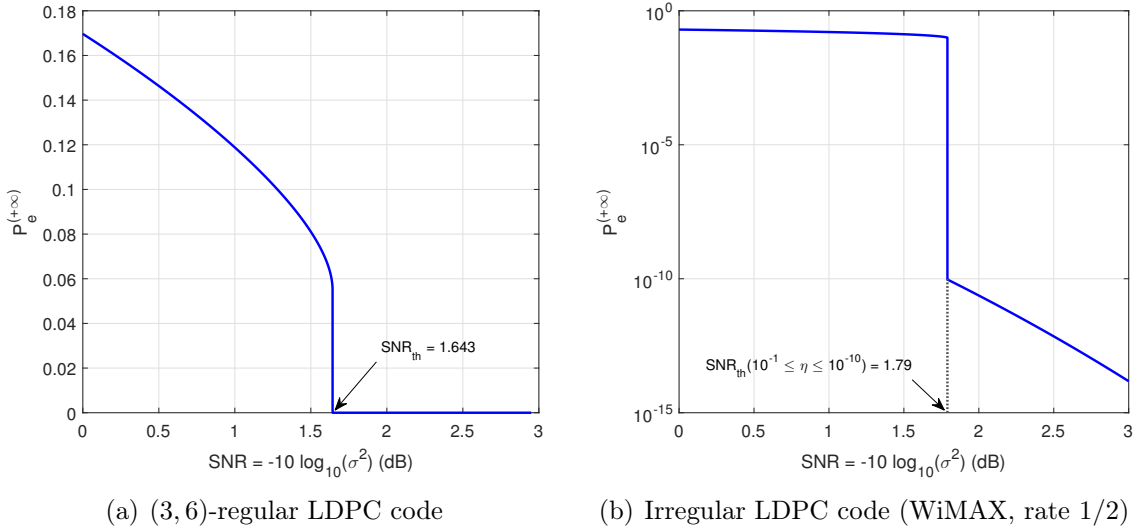 0.18
0.16
0.14
0.12
0.1
0.08
0.06
0.04
0.02
0
P_e^(+∞)
SNR_th = 1.643
0 0.5 1 1.5 2 2.5 3
SNR = -10 log_10(σ^2) (dB)
(a) (3, 6)-regular LDPC code
10^0
10^-5
10^-10
10^-15
P_e^(+∞)
SNR_th(10^-1 ≤ η ≤ 10^-10) = 1.79
0 0.5 1 1.5 2 2.5 3
SNR = -10 log_10(σ^2) (dB)
(b) Irregular LDPC code (WiMAX, rate 1/2)